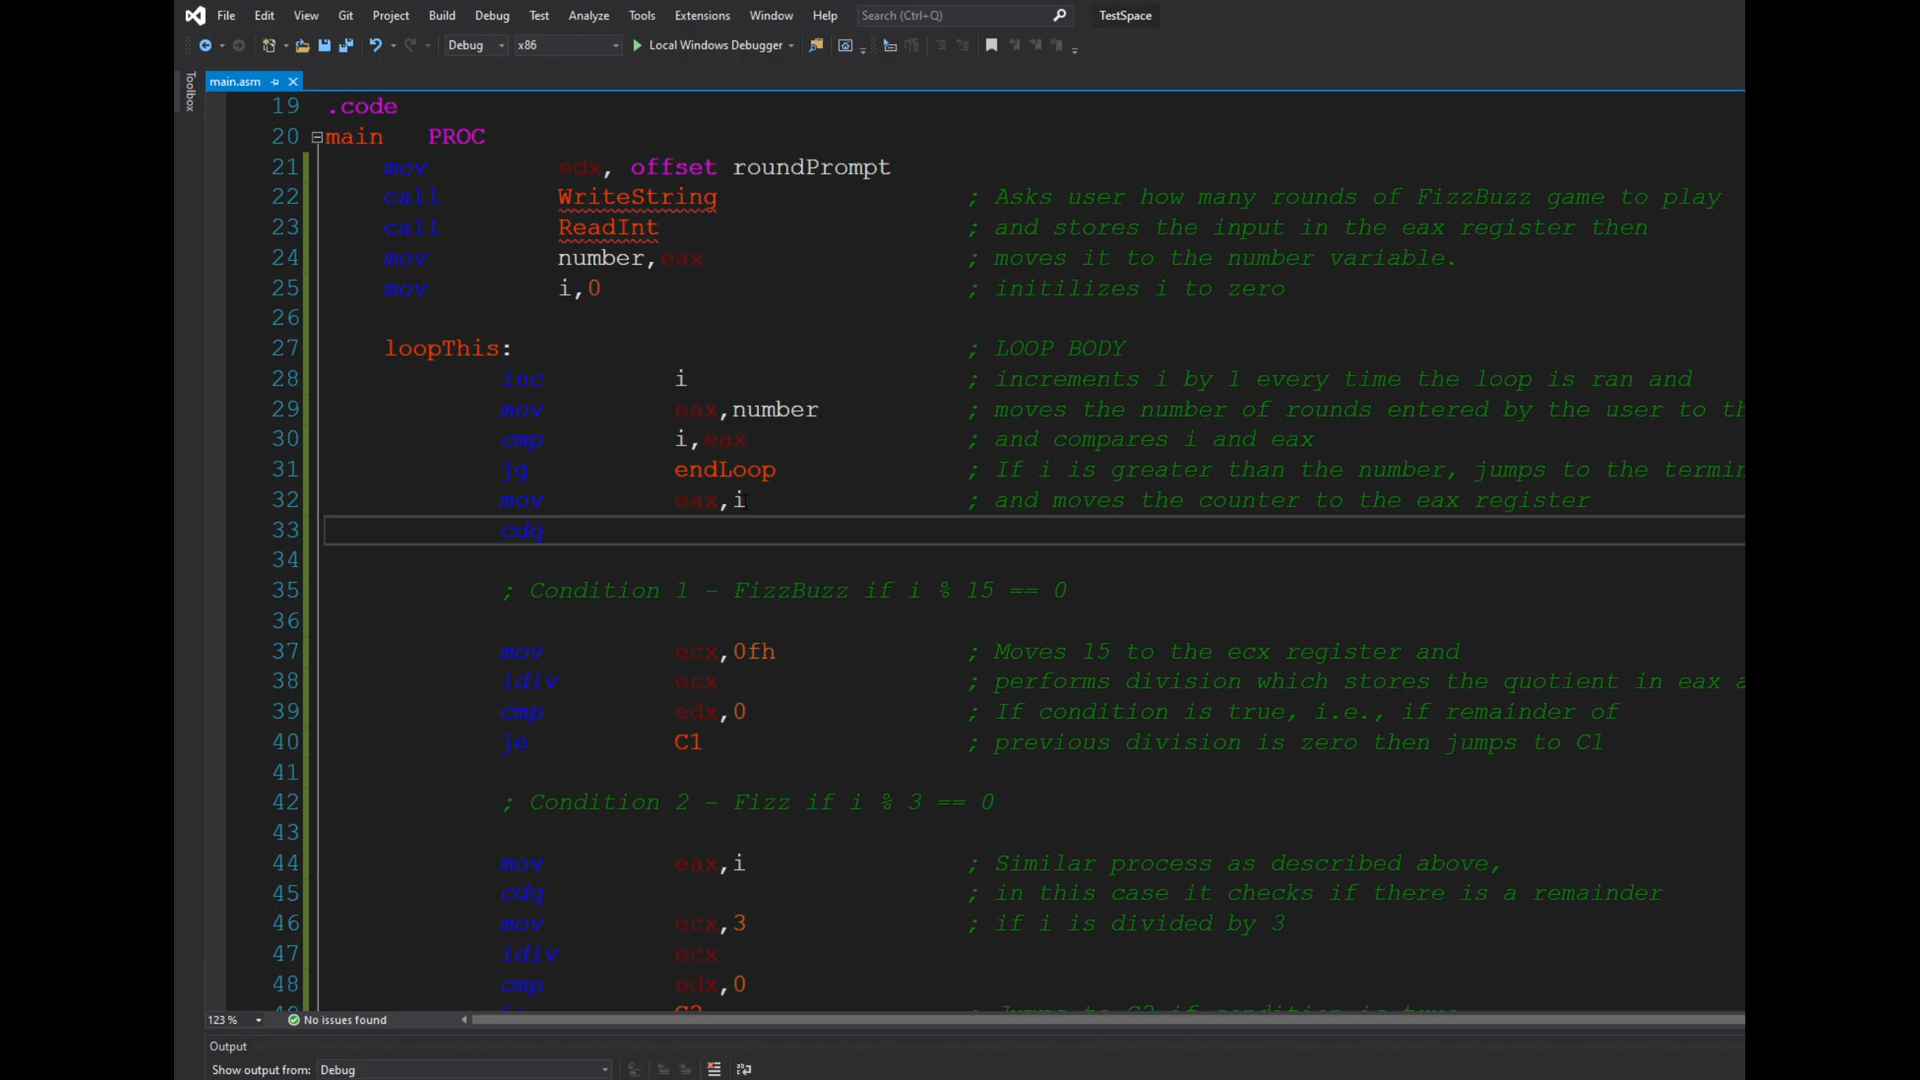 File Edit View Git Project Build Debug Test Analyze Tools Extensions Window Help Search (Ctrl+Q) TestSpace
Debug x86 Local Windows Debugger
Toolbox
main.asm
19 .code
20 main PROC
21 mov edx, offset roundPrompt
22 call WriteString ; Asks user how many rounds of FizzBuzz game to play
23 call ReadInt ; and stores the input in the eax register then
24 mov number,eax ; moves it to the number variable.
25 mov i,0 ; initilizes i to zero
26
27 loopThis: ; LOOP BODY
28 inc i ; increments i by 1 every time the loop is ran and
29 mov eax,number ; moves the number of rounds entered by the user to th
30 cmp i,eax ; and compares i and eax
31 jg endLoop ; If i is greater than the number, jumps to the termin
32 mov eax,i ; and moves the counter to the eax register
33 cdq
34
35 ; Condition 1 - FizzBuzz if i % 15 == 0
36
37 mov ecx,0fh ; Moves 15 to the ecx register and
38 idiv ecx ; performs division which stores the quotient in eax a
39 cmp edx,0 ; If condition is true, i.e., if remainder of
40 je C1 ; previous division is zero then jumps to C1
41
42 ; Condition 2 - Fizz if i % 3 == 0
43
44 mov eax,i ; Similar process as described above,
45 cdq ; in this case it checks if there is a remainder
46 mov ecx,3 ; if i is divided by 3
47 idiv ecx
48 cmp edx,0
123 % No issues found
Output
Show output from: Debug